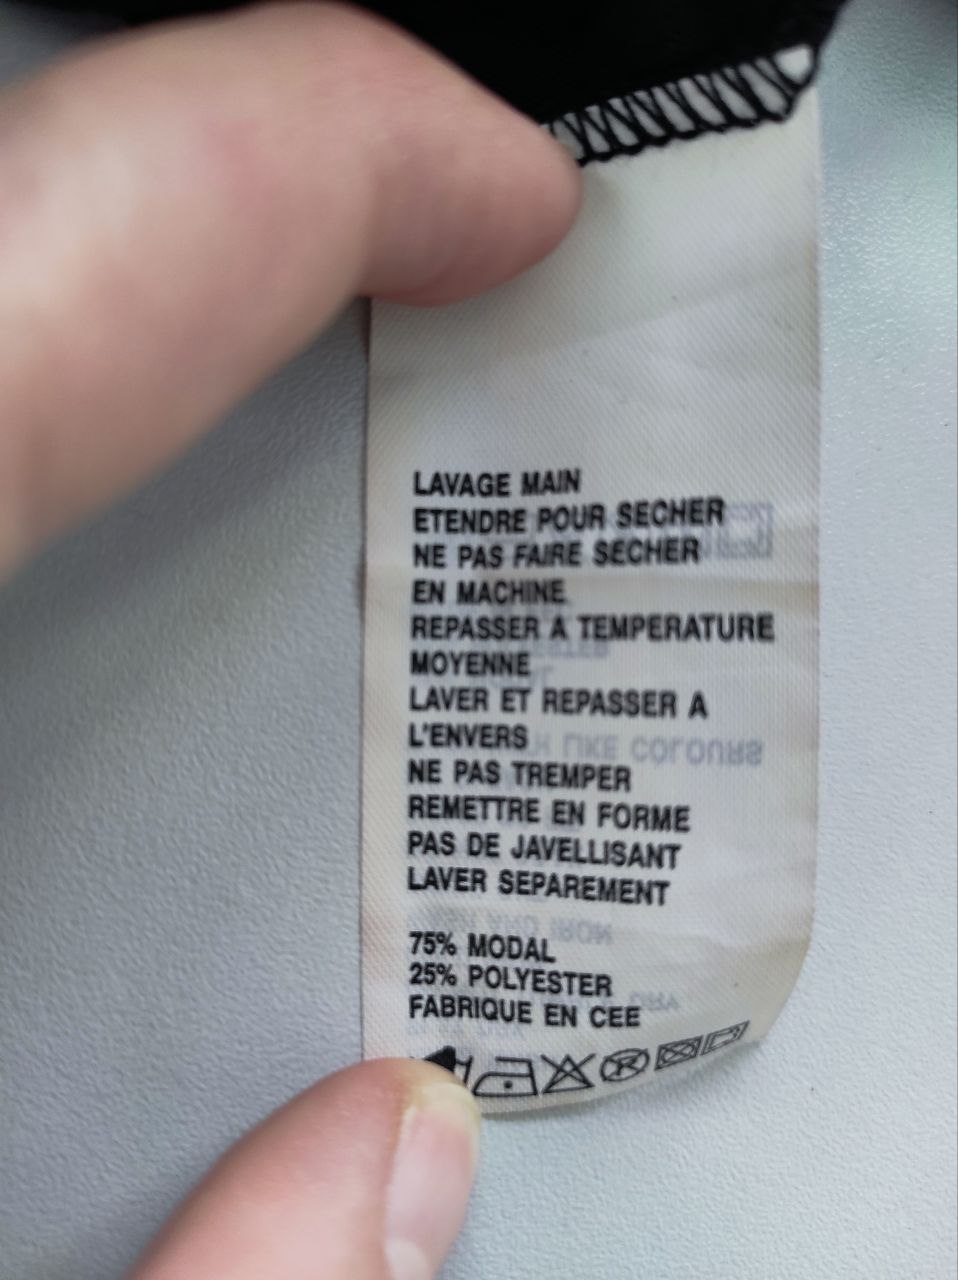 LAVAGE MAIN
ETENDRE POUR SECHER
NE PAS FAIRE SECHER
EN MACHINE
REPASSER A TEMPERATURE
MOYENNE
LAVER ET REPASSER A
L'ENVERS
NE PAS TREMPER
REMETTRE EN FORME
PAS DE JAVELLISANT
LAVER SEPAREMENT
75% MODAL
25% POLYESTER
FABRIQUE EN CEE